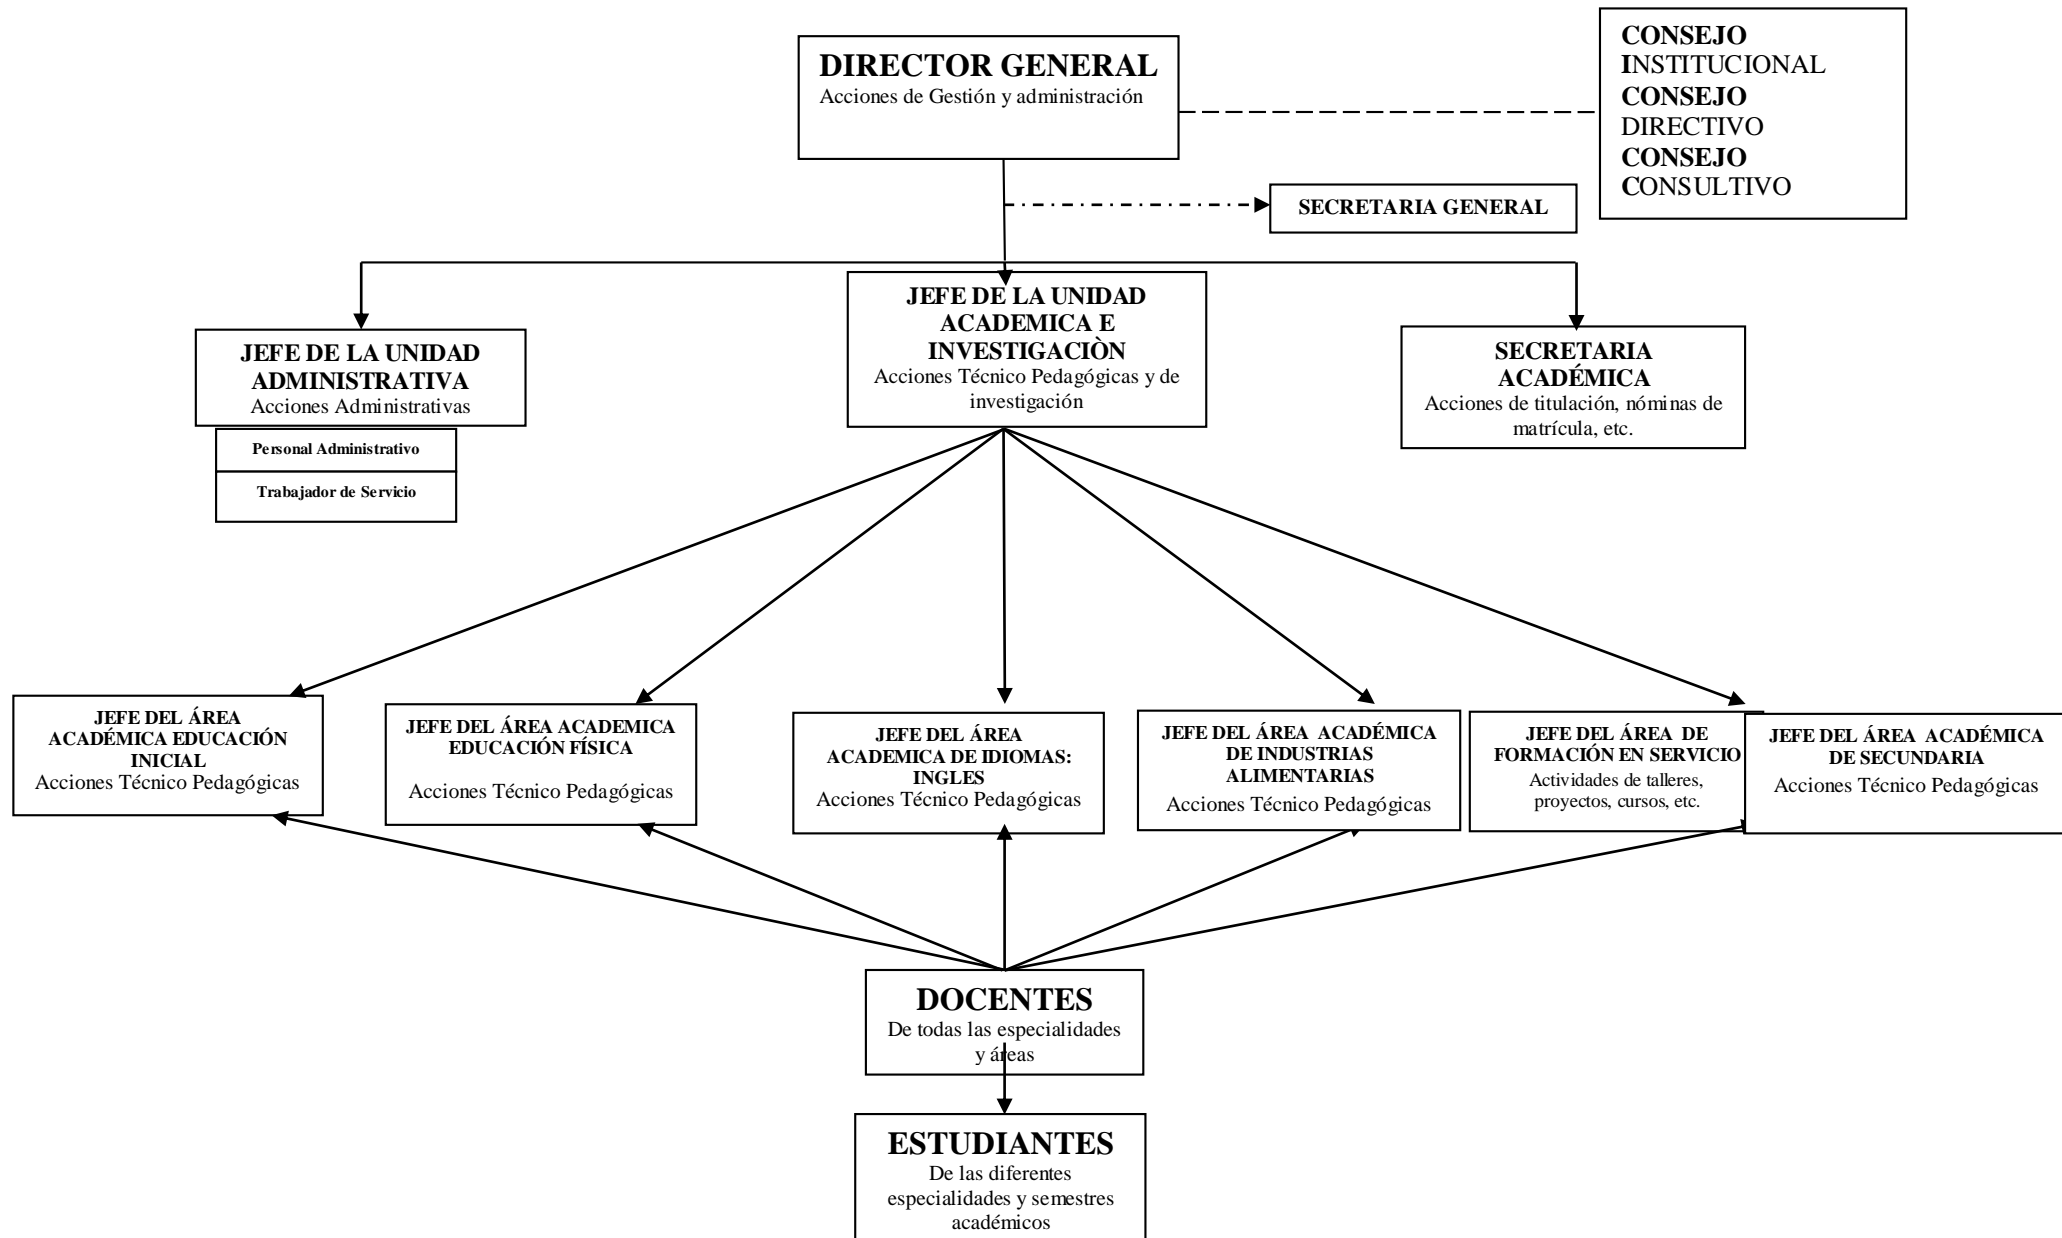 DIRECTOR GENERAL
Acciones de Gestión y administración
CONSEJO
INSTITUCIONAL
CONSEJO
DIRECTIVO
CONSEJO
CONSULTIVO
SECRETARIA GENERAL
JEFE DE LA UNIDAD
ADMINISTRATIVA
Acciones Administrativas
Personal Administrativo
Trabajador de Servicio
JEFE DE LA UNIDAD
ACADEMICA E
INVESTIGACIÒN
Acciones Técnico Pedagógicas y de
investigación
SECRETARIA
ACADÉMICA
Acciones de titulación, nóminas de
matrícula, etc.
JEFE DEL ÁREA
ACADÉMICA EDUCACIÓN
INICIAL
Acciones Técnico Pedagógicas
JEFE DEL ÁREA ACADEMICA
EDUCACIÓN FÍSICA
Acciones Técnico Pedagógicas
JEFE DEL ÁREA
ACADEMICA DE IDIOMAS:
INGLES
Acciones Técnico Pedagógicas
JEFE DEL ÁREA ACADÉMICA
DE INDUSTRIAS
ALIMENTARIAS
Acciones Técnico Pedagógicas
JEFE DEL ÁREA DE
FORMACIÓN EN SERVICIO
Actividades de talleres,
proyectos, cursos, etc.
JEFE DEL ÁREA ACADÉMICA
DE SECUNDARIA
Acciones Técnico Pedagógicas
DOCENTES
De todas las especialidades
y áreas
ESTUDIANTES
De las diferentes
especialidades y semestres
académicos